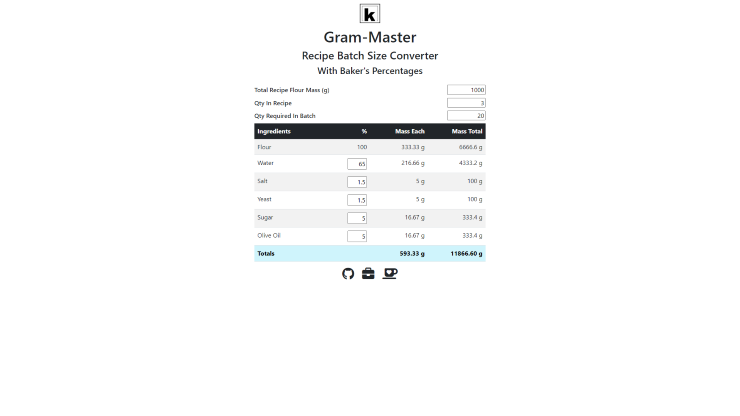 k
Gram-Master
Recipe Batch Size Converter
With Baker's Percentages
Total Recipe Flour Mass (g) 1000
Qty In Recipe 3
Qty Required In Batch 20
Ingredients % Mass Each Mass Total
Flour 100 333.33 g 6666.6 g
Water 65 216.66 g 4333.2 g
Salt 1.5 5 g 100 g
Yeast 1.5 5 g 100 g
Sugar 5 16.67 g 333.4 g
Olive Oil 5 16.67 g 333.4 g
Totals 593.33 g 11866.60 g